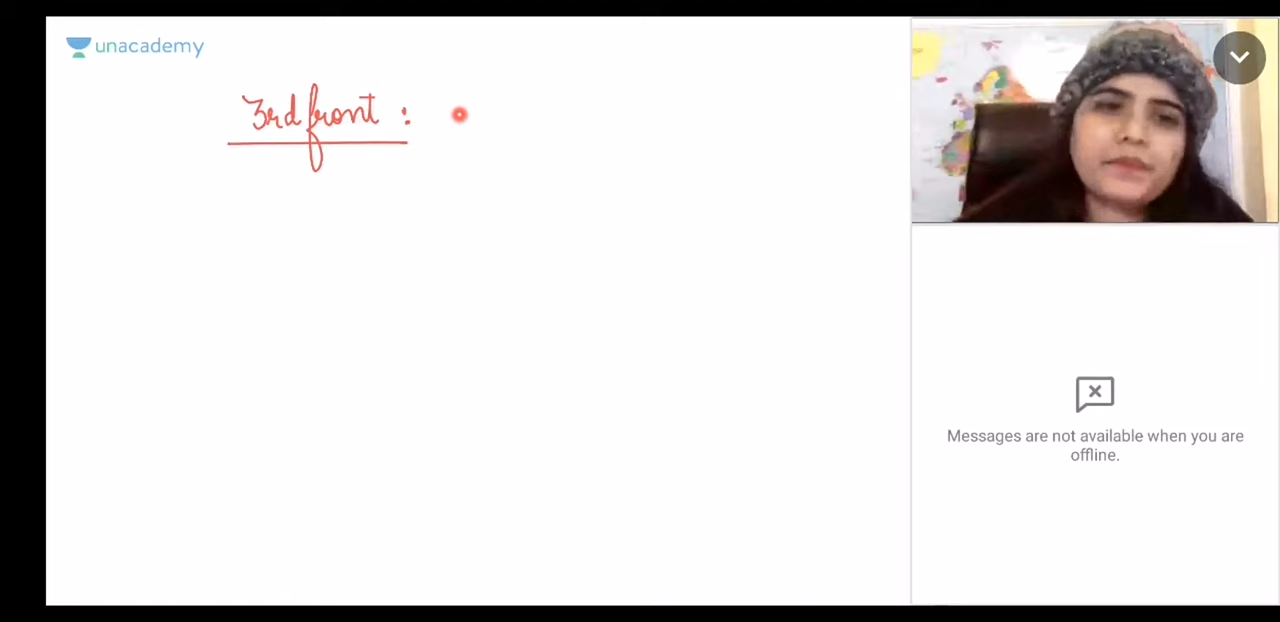 unacademy
3rd front :
Messages are not available when you are
offline.